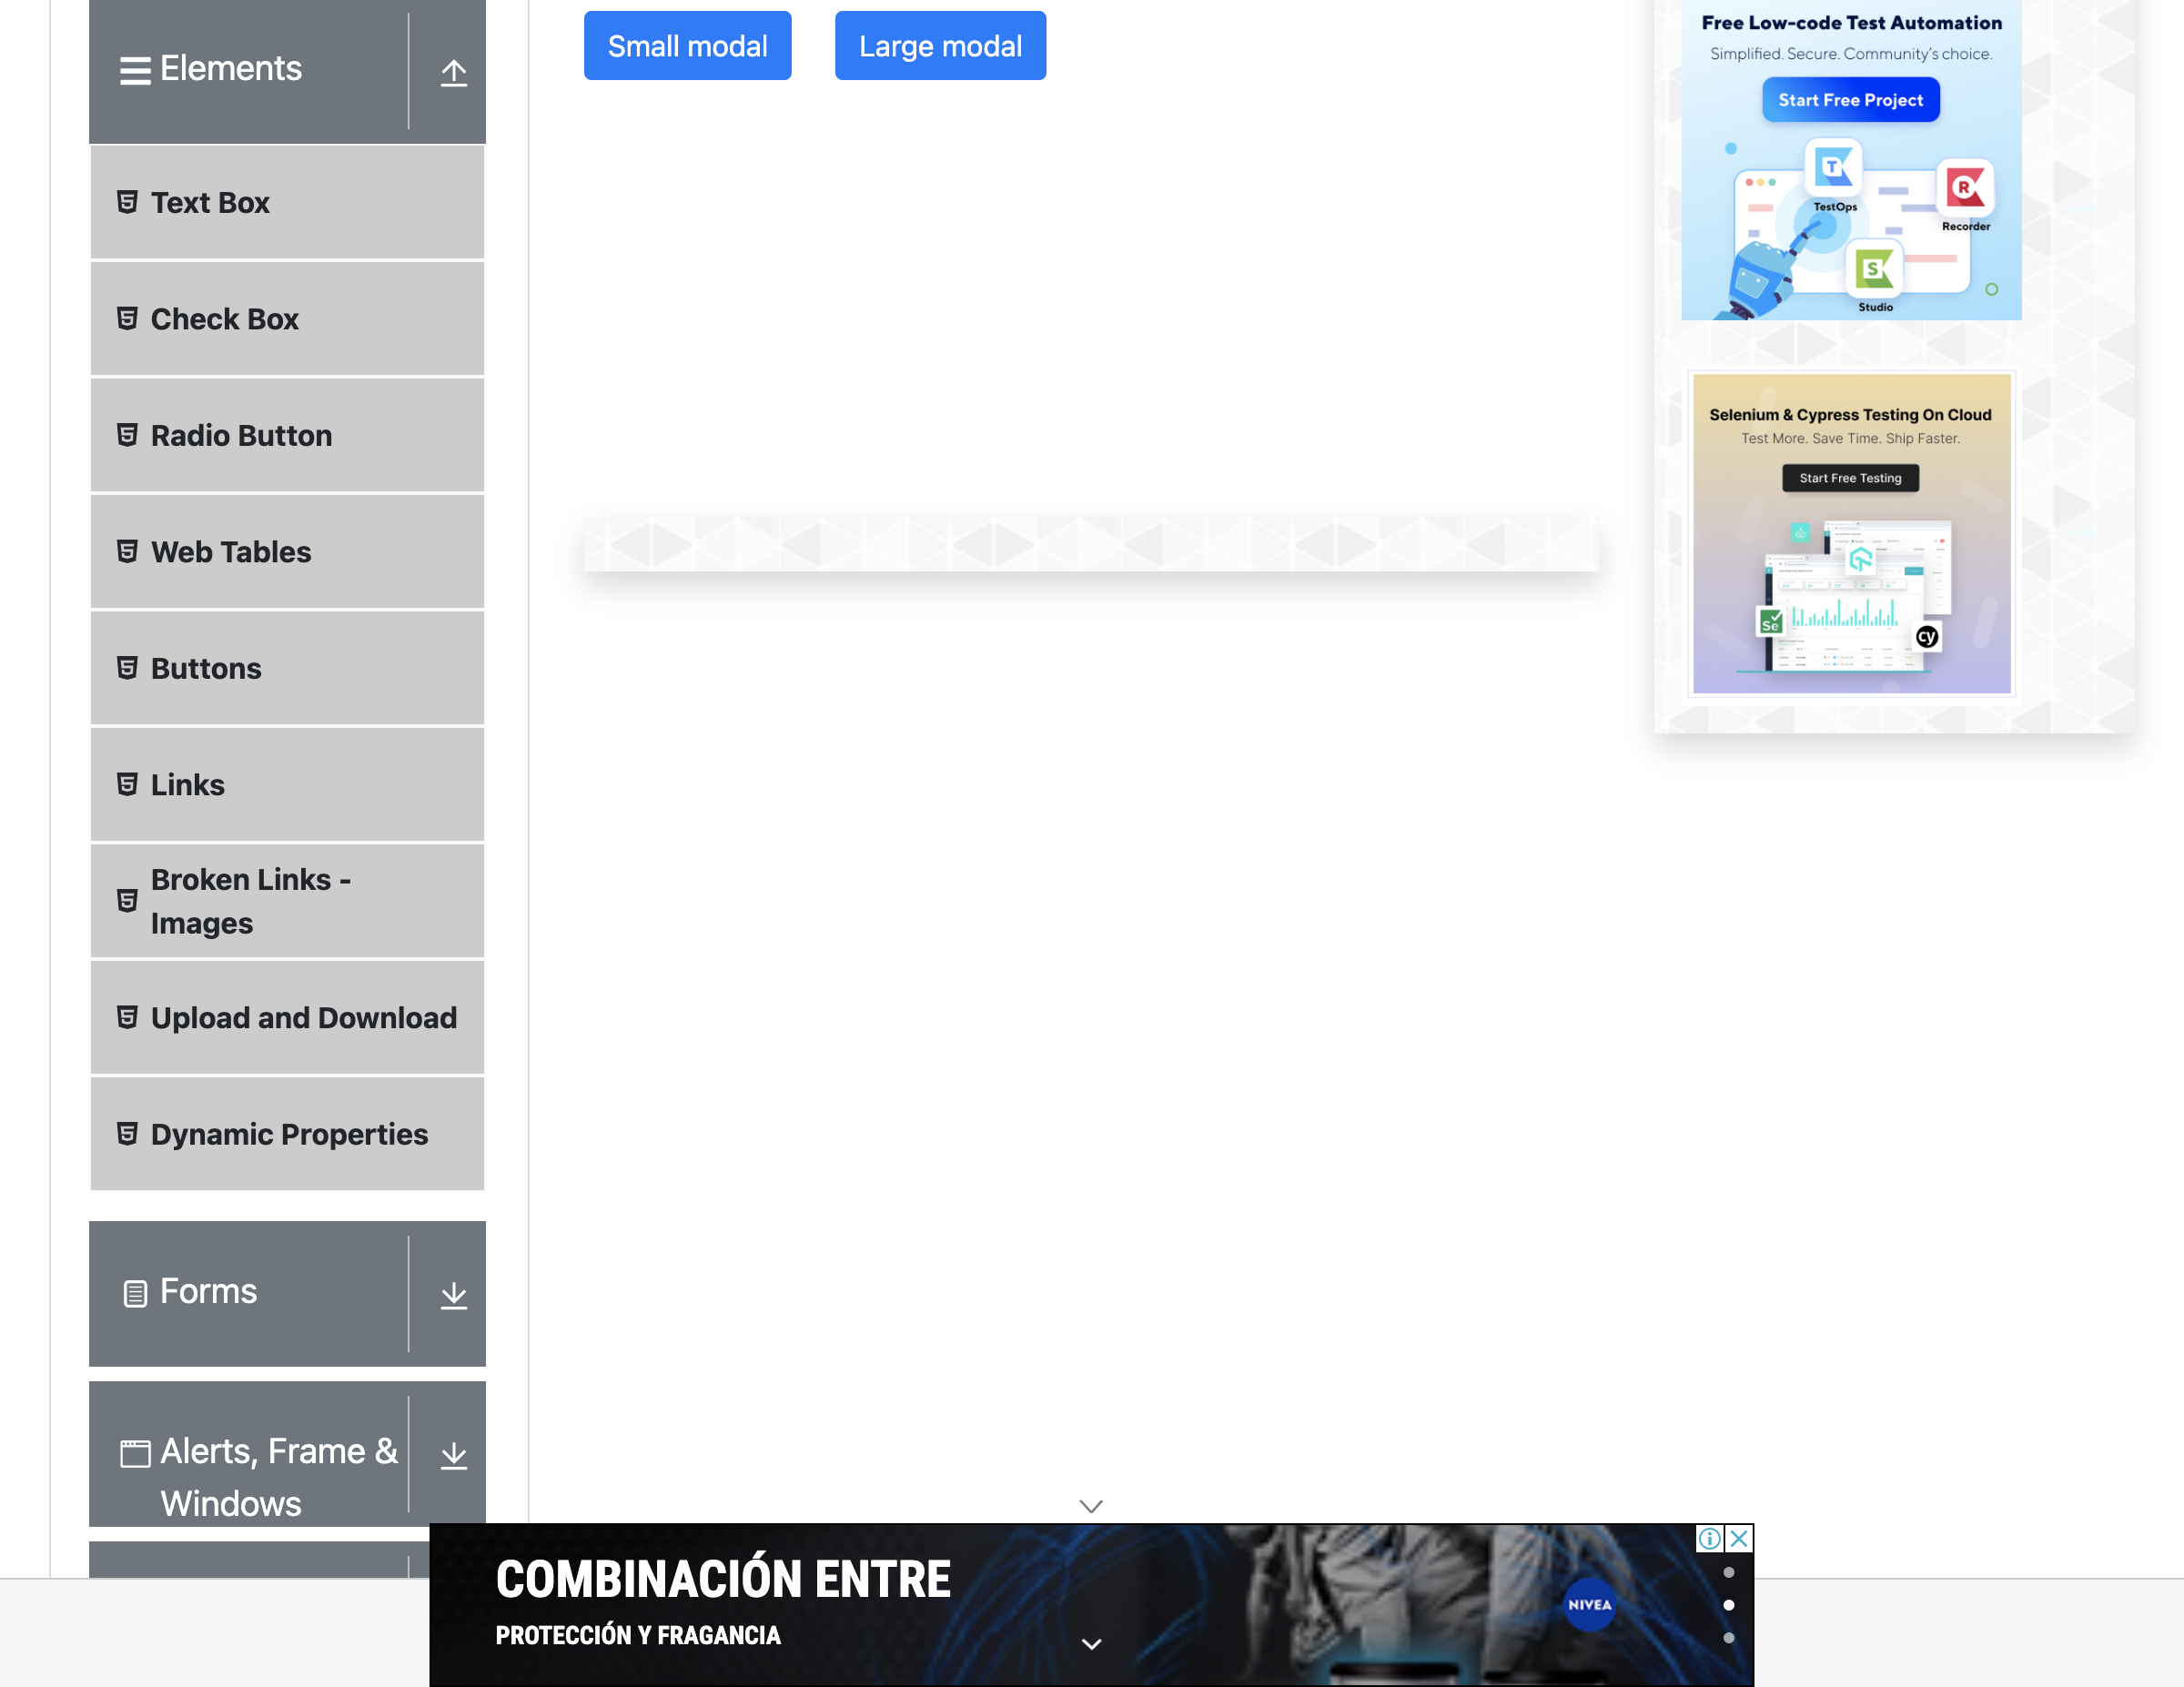 Elements
Text Box
Check Box
Radio Button
Web Tables
Buttons
Links
Broken Links -
Images
Upload and Download
Dynamic Properties
Forms
Alerts, Frame &
Windows
Small modal
Large modal
Free Low-code Test Automation
Simplified. Secure. Community's choice.
Start Free Project
T
TestOps
R
Recorder
S
Studio
Selenium & Cypress Testing On Cloud
Test More. Save Time. Ship Faster.
Start Free Testing
Se
cy
COMBINACIÓN ENTRE
PROTECCIÓN Y FRAGANCIA
NIVEA